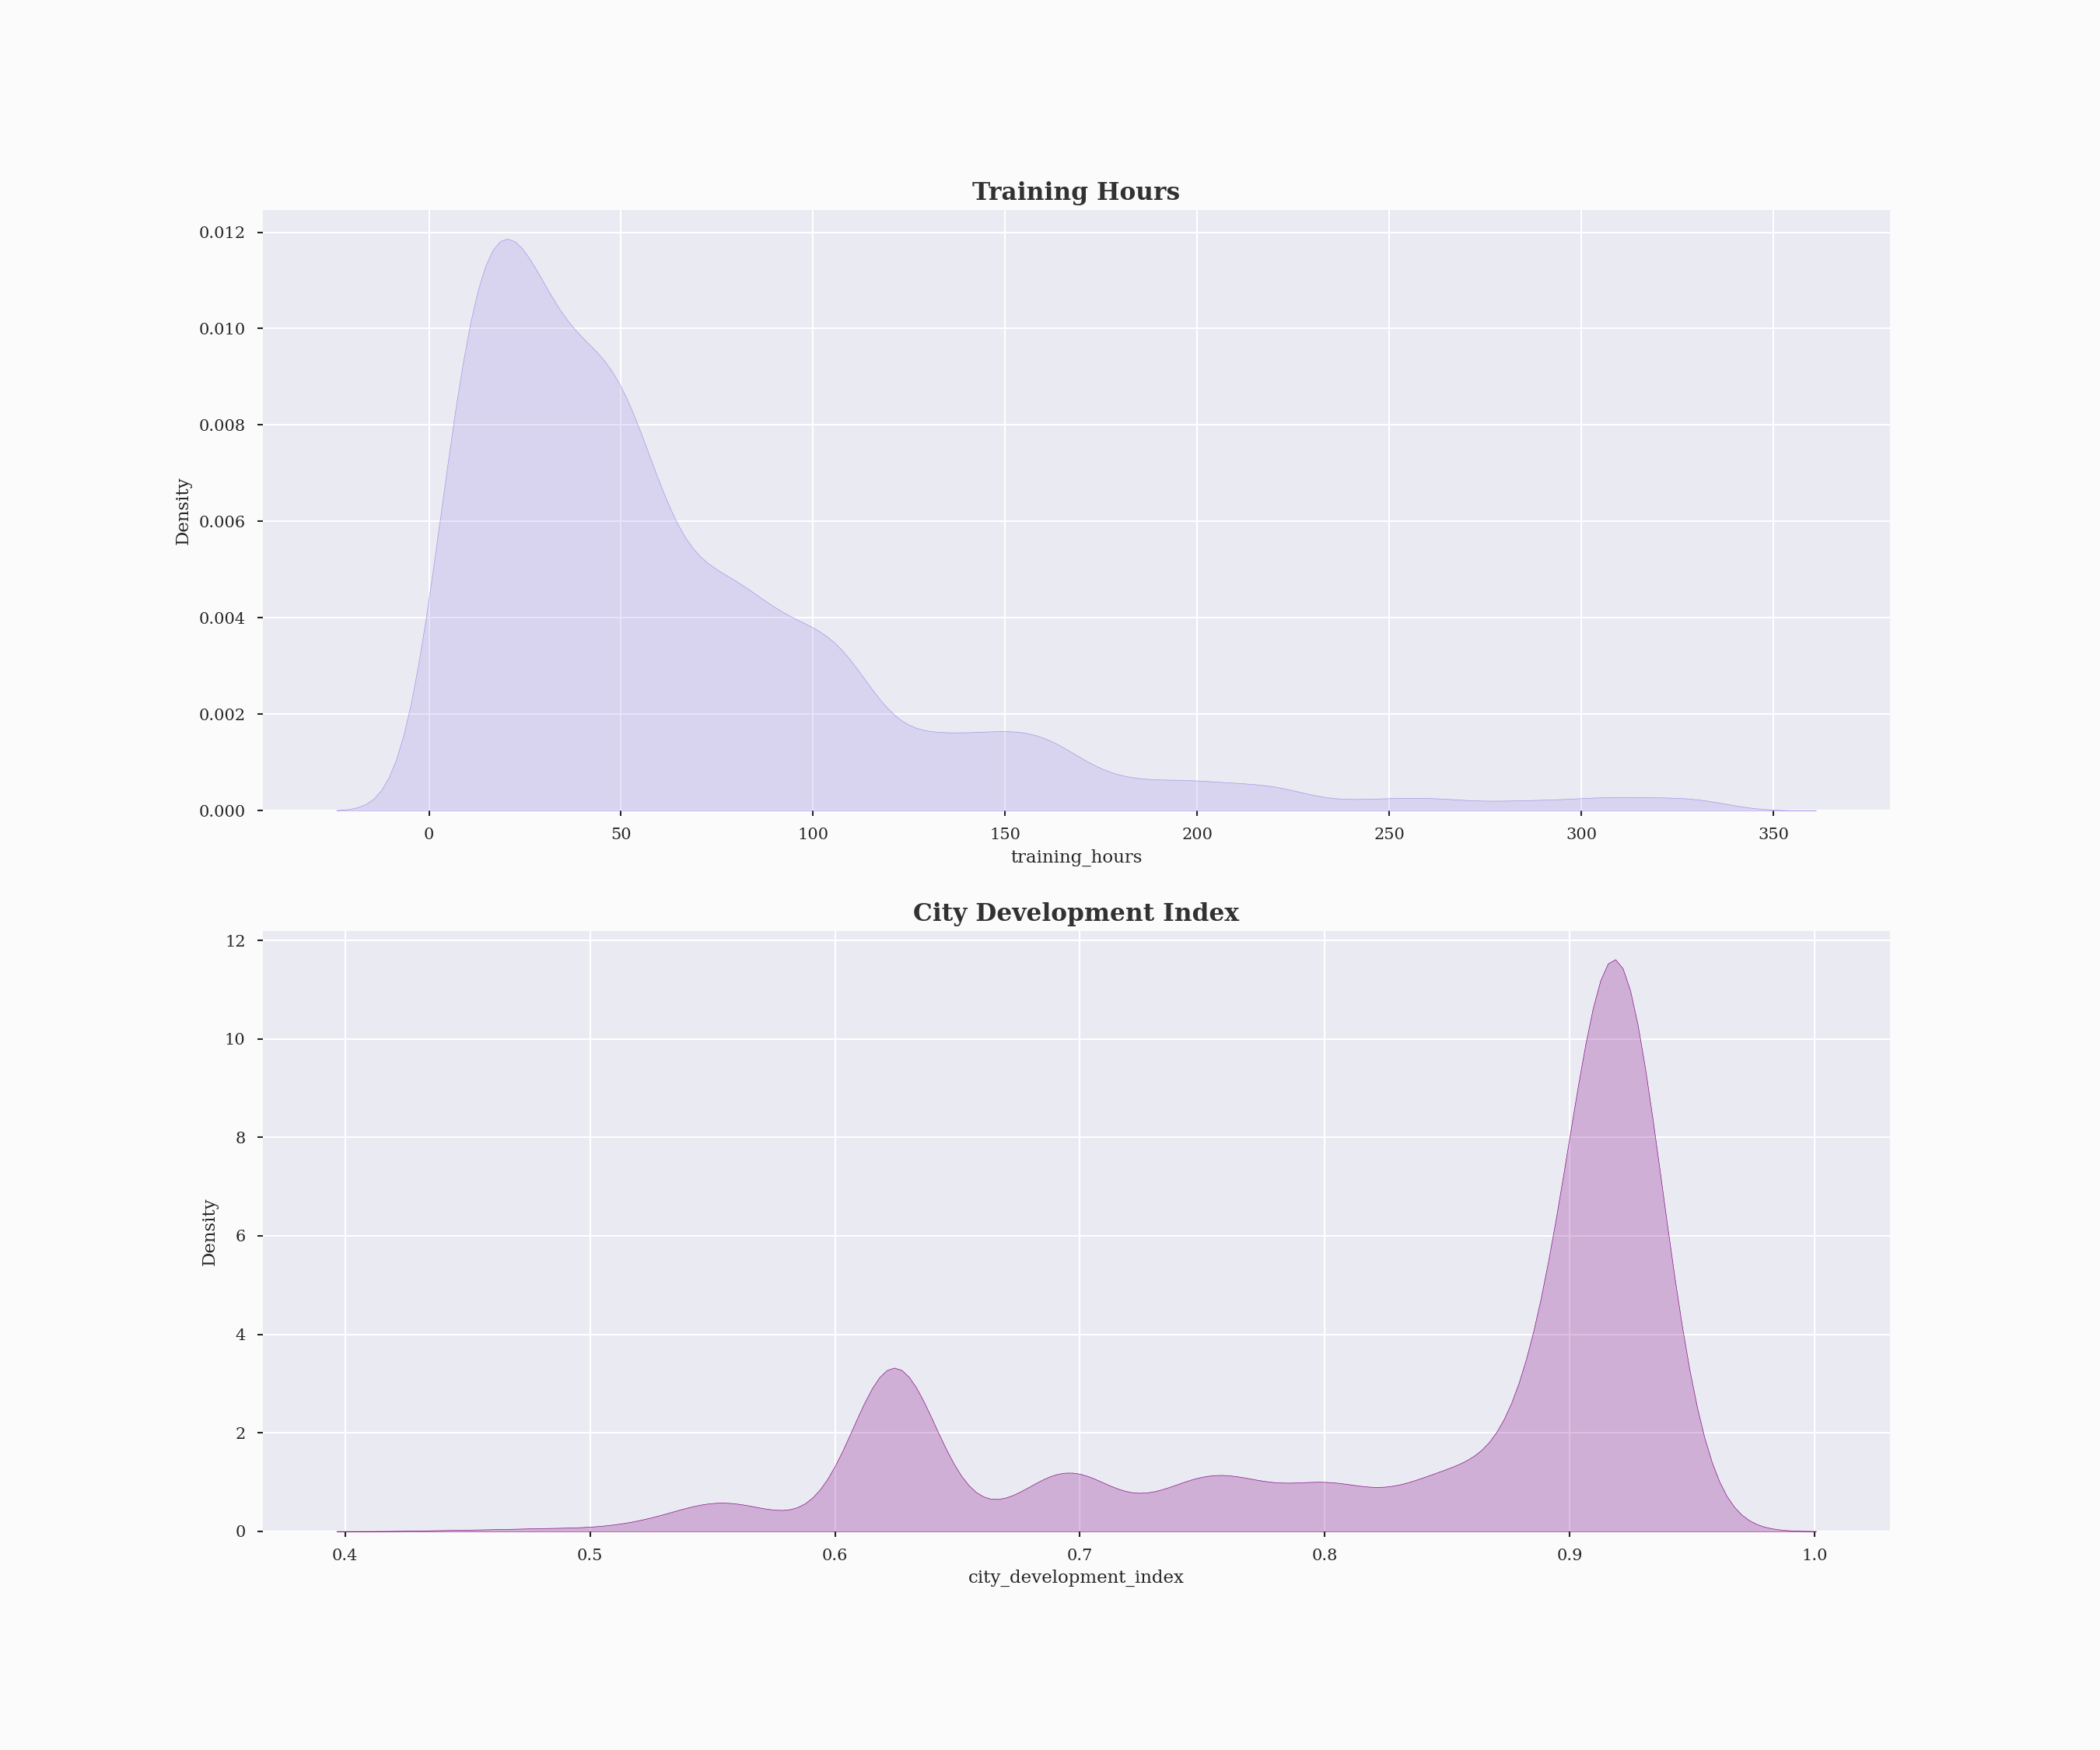 Training Hours
0.012
0.010
0.008
0.006
0.004
0.002
0.000
Density
0 50 100 150 200 250 300 350
training_hours
City Development Index
12
10
8
6
4
2
0
Density
0.4 0.5 0.6 0.7 0.8 0.9 1.0
city_development_index